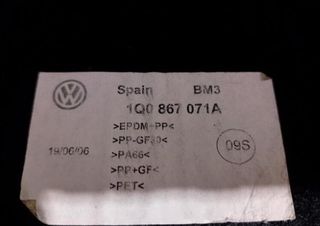 Spain BM3
1Q0 867 071A
>EPDM+PP<
>PP-GF30<
19/06/06 >PA66< 09S
>PP+GF<
>PET<